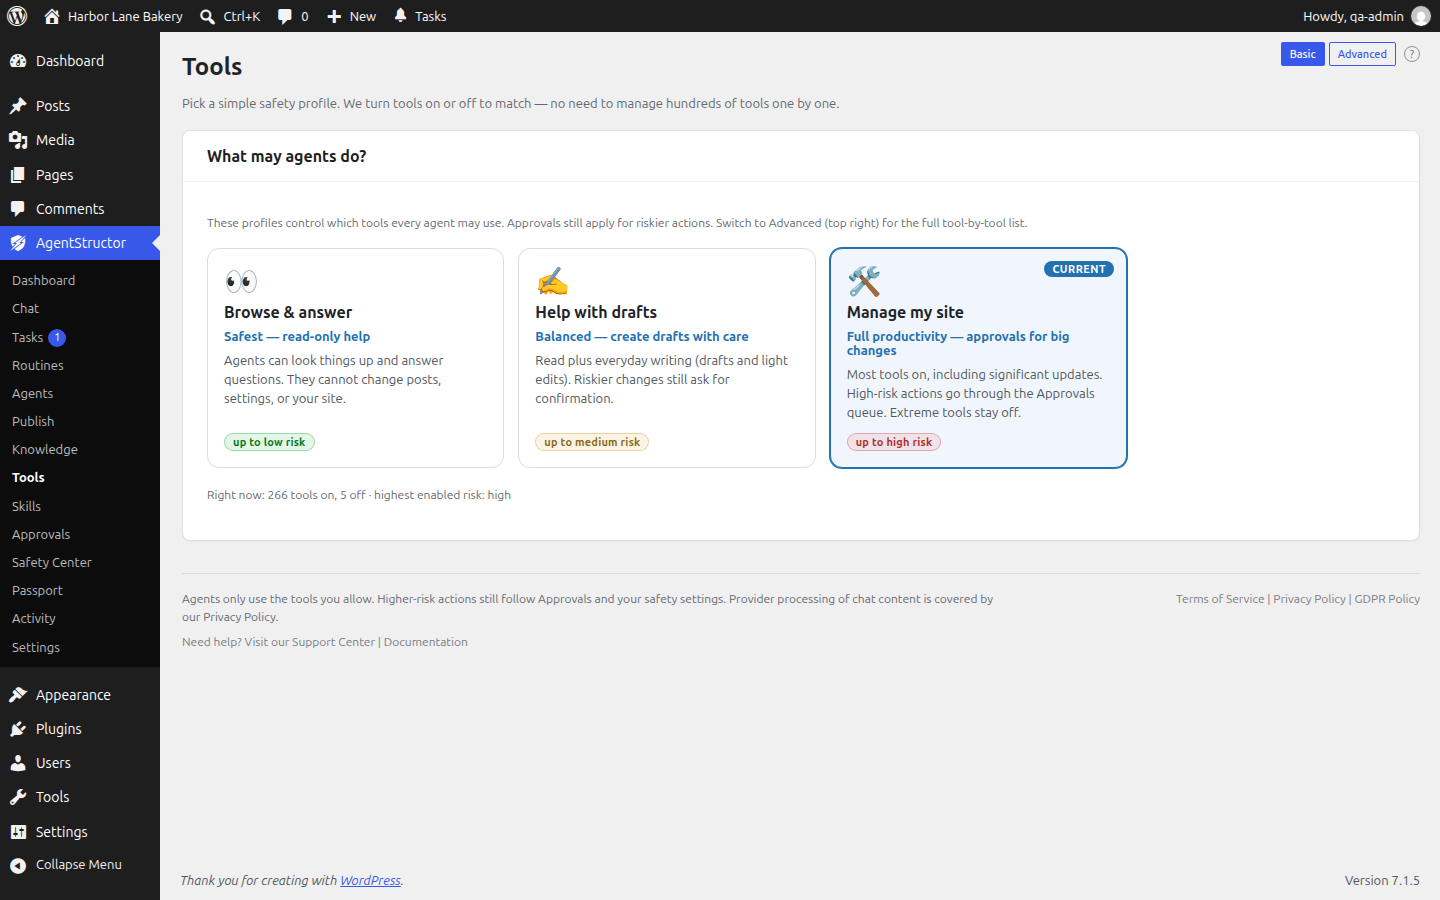 Harbor Lane Bakery
Ctrl+K
0
New
Tasks
Howdy, qa-admin
Dashboard
Posts
Media
Pages
Comments
AgentStructor
Dashboard
Chat
Tasks 1
Routines
Agents
Publish
Knowledge
Tools
Skills
Approvals
Safety Center
Passport
Activity
Settings
Appearance
Plugins
Users
Tools
Settings
Collapse Menu
Tools
Basic
Advanced
?
Pick a simple safety profile. We turn tools on or off to match — no need to manage hundreds of tools one by one.
What may agents do?
These profiles control which tools every agent may use. Approvals still apply for riskier actions. Switch to Advanced (top right) for the full tool-by-tool list.
Browse & answer
Safest — read-only help
Agents can look things up and answer
questions. They cannot change posts,
settings, or your site.
up to low risk
Help with drafts
Balanced — create drafts with care
Read plus everyday writing (drafts and light
edits). Riskier changes still ask for
confirmation.
up to medium risk
CURRENT
Manage my site
Full productivity — approvals for big
changes
Most tools on, including significant updates.
High-risk actions go through the Approvals
queue. Extreme tools stay off.
up to high risk
Right now: 266 tools on, 5 off · highest enabled risk: high
Agents only use the tools you allow. Higher-risk actions still follow Approvals and your safety settings. Provider processing of chat content is covered by
our Privacy Policy.
Need help? Visit our Support Center | Documentation
Terms of Service | Privacy Policy | GDPR Policy
Thank you for creating with WordPress.
Version 7.1.5